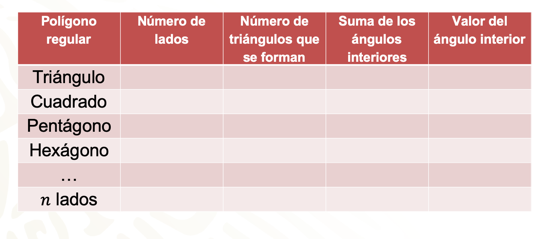 Polígono regular
Número de lados
Número de triángulos que se forman
Suma de los ángulos interiores
Valor del ángulo interior
Triángulo
Cuadrado
Pentágono
Hexágono
…
n lados